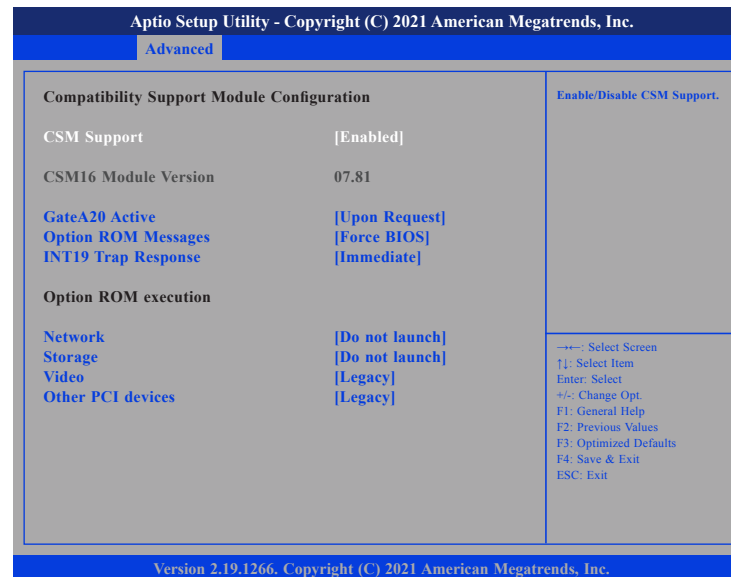 Aptio Setup Utility - Copyright (C) 2021 American Megatrends, Inc.
Advanced
Compatibility Support Module Configuration
CSM Support [Enabled]
CSM16 Module Version 07.81
GateA20 Active [Upon Request]
Option ROM Messages [Force BIOS]
INT19 Trap Response [Immediate]
Option ROM execution
Network [Do not launch]
Storage [Do not launch]
Video [Legacy]
Other PCI devices [Legacy]
Enable/Disable CSM Support.
→←: Select Screen
↑↓: Select Item
Enter: Select
+/-: Change Opt.
F1: General Help
F2: Previous Values
F3: Optimized Defaults
F4: Save & Exit
ESC: Exit
Version 2.19.1266. Copyright (C) 2021 American Megatrends, Inc.